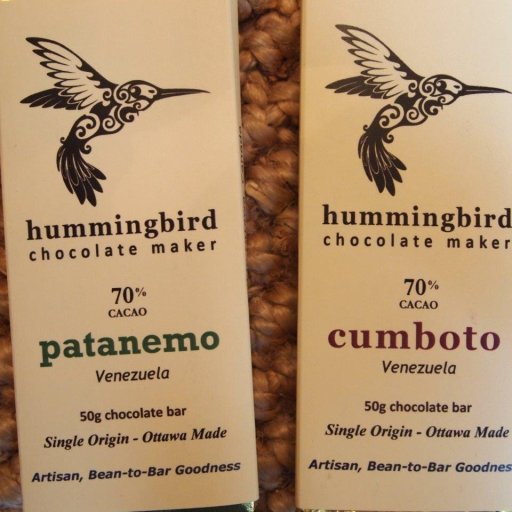 hummingbird
chocolate maker
70%
CACAO
patanemo
Venezuela
50g chocolate bar
Single Origin - Ottawa Made
Artisan, Bean-to-Bar Goodness
hummingbird
chocolate maker
70%
CACAO
cumboto
Venezuela
50g chocolate bar
Single Origin - Ottawa Made
Artisan, Bean-to-Bar Goodnes